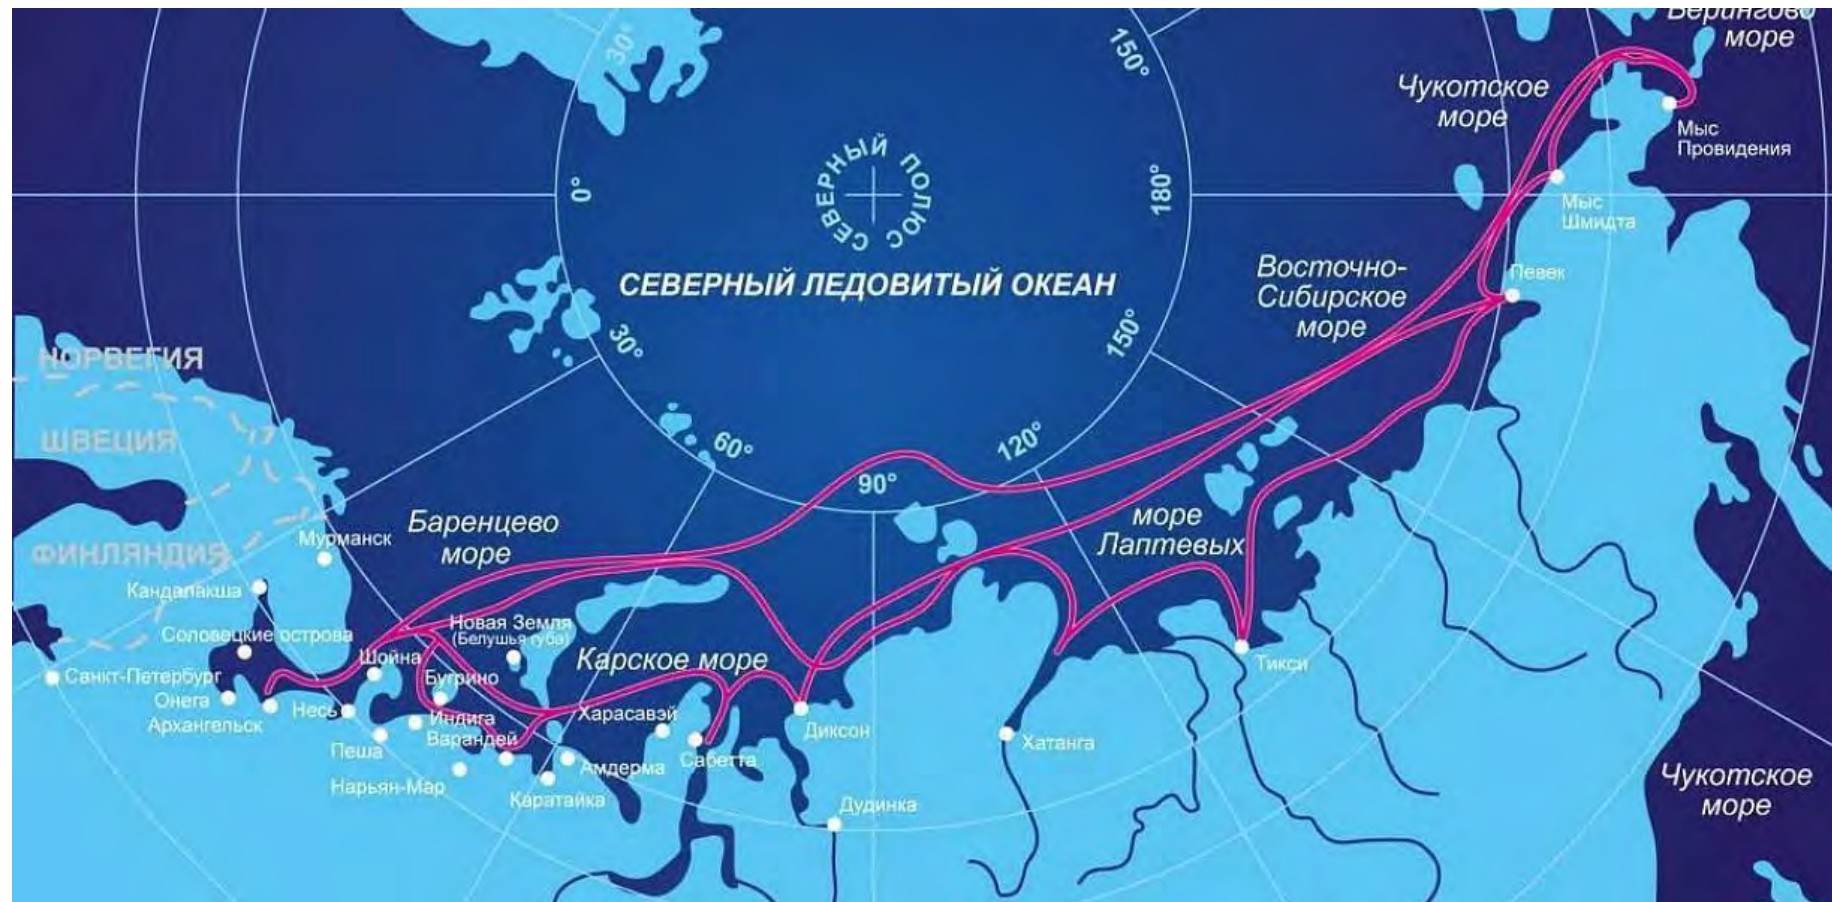 Берингово
море
30°
150°
Чукотское
море
Мыс
Провидения
СЕВЕРНЫЙ ПОЛЮС
0°
180°
Мыс
Шмидта
СЕВЕРНЫЙ ЛЕДОВИТЫЙ ОКЕАН
Восточно-
Сибирское
море
Певек
30°
150°
НОРВЕГИЯ
ШВЕЦИЯ
60°
120°
90°
Баренцево
море
море
Лаптевых
Мурманск
ФИНЛЯНДИЯ
Кандалакша
Соловецкие острова
Новая Земля
(Белушья губа)
Шойна
Карское море
Санкт-Петербург
Бугрино
Тикси
Онега
Архангельск
Несь
Индига
Харасавэй
Диксон
Варандей
Пеша
Хатанга
Сабетта
Амдерма
Нарьян-Мар
Каратайка
Дудинка
Чукотское
море